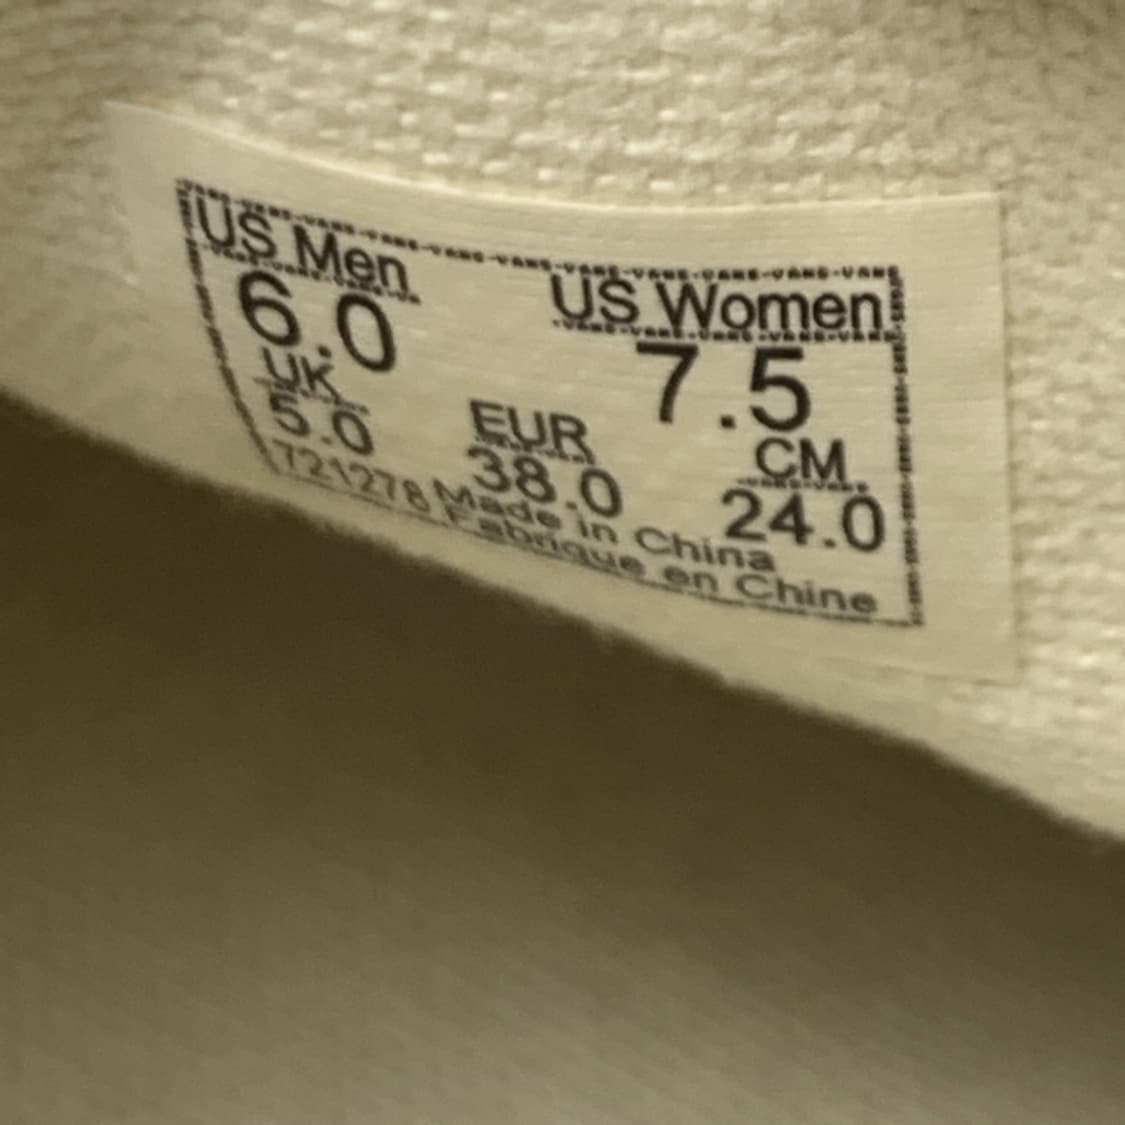 US Men US Women
6.0 7.5
UK EUR CM
5.0 38.0 24.0
721278 Made in China
Fabrique en Chine